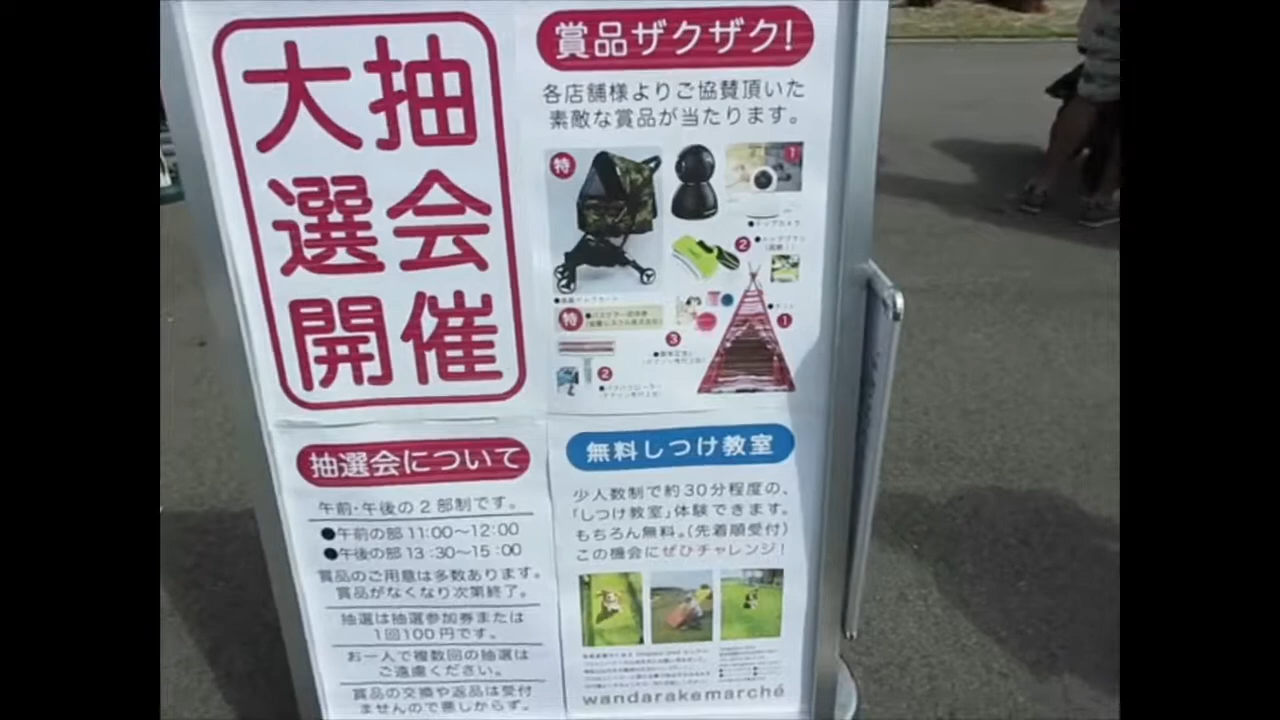 大抽
選会
開催
賞品ザクザク!
各店舗様よりご協賛頂いた
素敵な賞品が当たります。
特
1
2
特
1
3
2
抽選会について
午前・午後の2部制です。
●午前の部 11:00〜12:00
●午後の部 13:30〜15:00
賞品のご用意は多数あります。
賞品がなくなり次第終了。
抽選は抽選参加券または
1回100円です。
お一人で複数回の抽選は
ご遠慮ください。
賞品の交換や返品は受付
ませんので悪しからず。
無料しつけ教室
少人数制で約30分程度の、
「しつけ教室」体験できます。
もちろん無料。(先着順受付)
この機会にぜひチャレンジ!
wandarakemarché